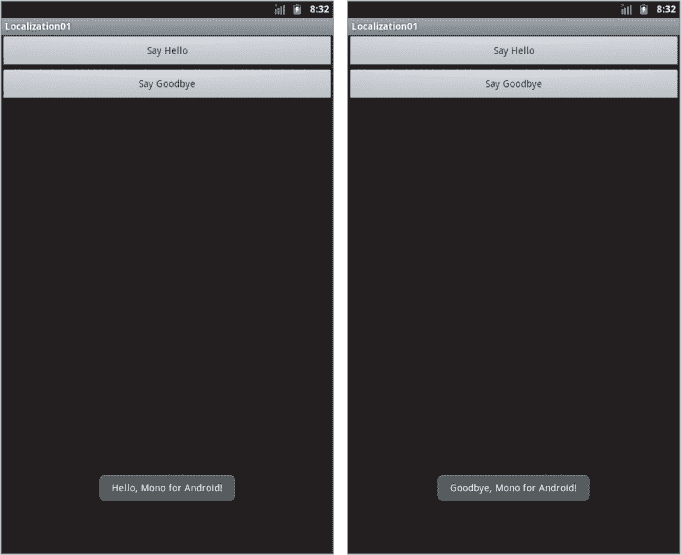 8:32
Localization01
Say Hello
Say Goodbye
Hello, Mono for Android!
8:32
Localization01
Say Hello
Say Goodbye
Goodbye, Mono for Android!